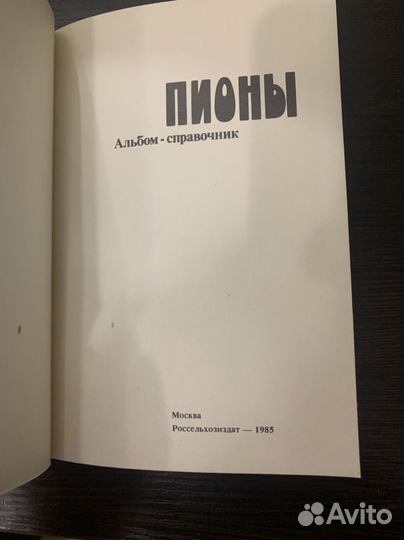 ПИОНЫ
Альбом - справочник
Москва
Россельхозиздат — 1985
Avito